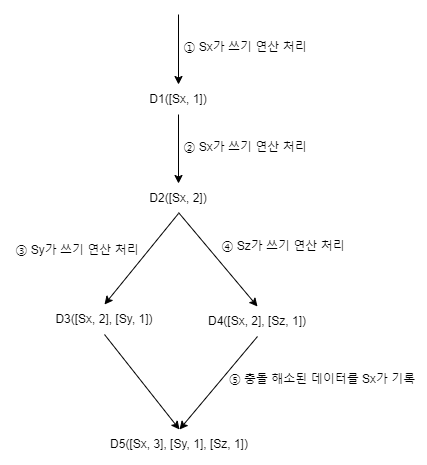 ① Sx가 쓰기 연산 처리
D1([Sx, 1])
② Sx가 쓰기 연산 처리
D2([Sx, 2])
③ Sy가 쓰기 연산 처리
④ Sz가 쓰기 연산 처리
D3([Sx, 2], [Sy, 1])
D4([Sx, 2], [Sz, 1])
⑤ 충돌 해소된 데이터를 Sx가 기록
D5([Sx, 3], [Sy, 1], [Sz, 1])